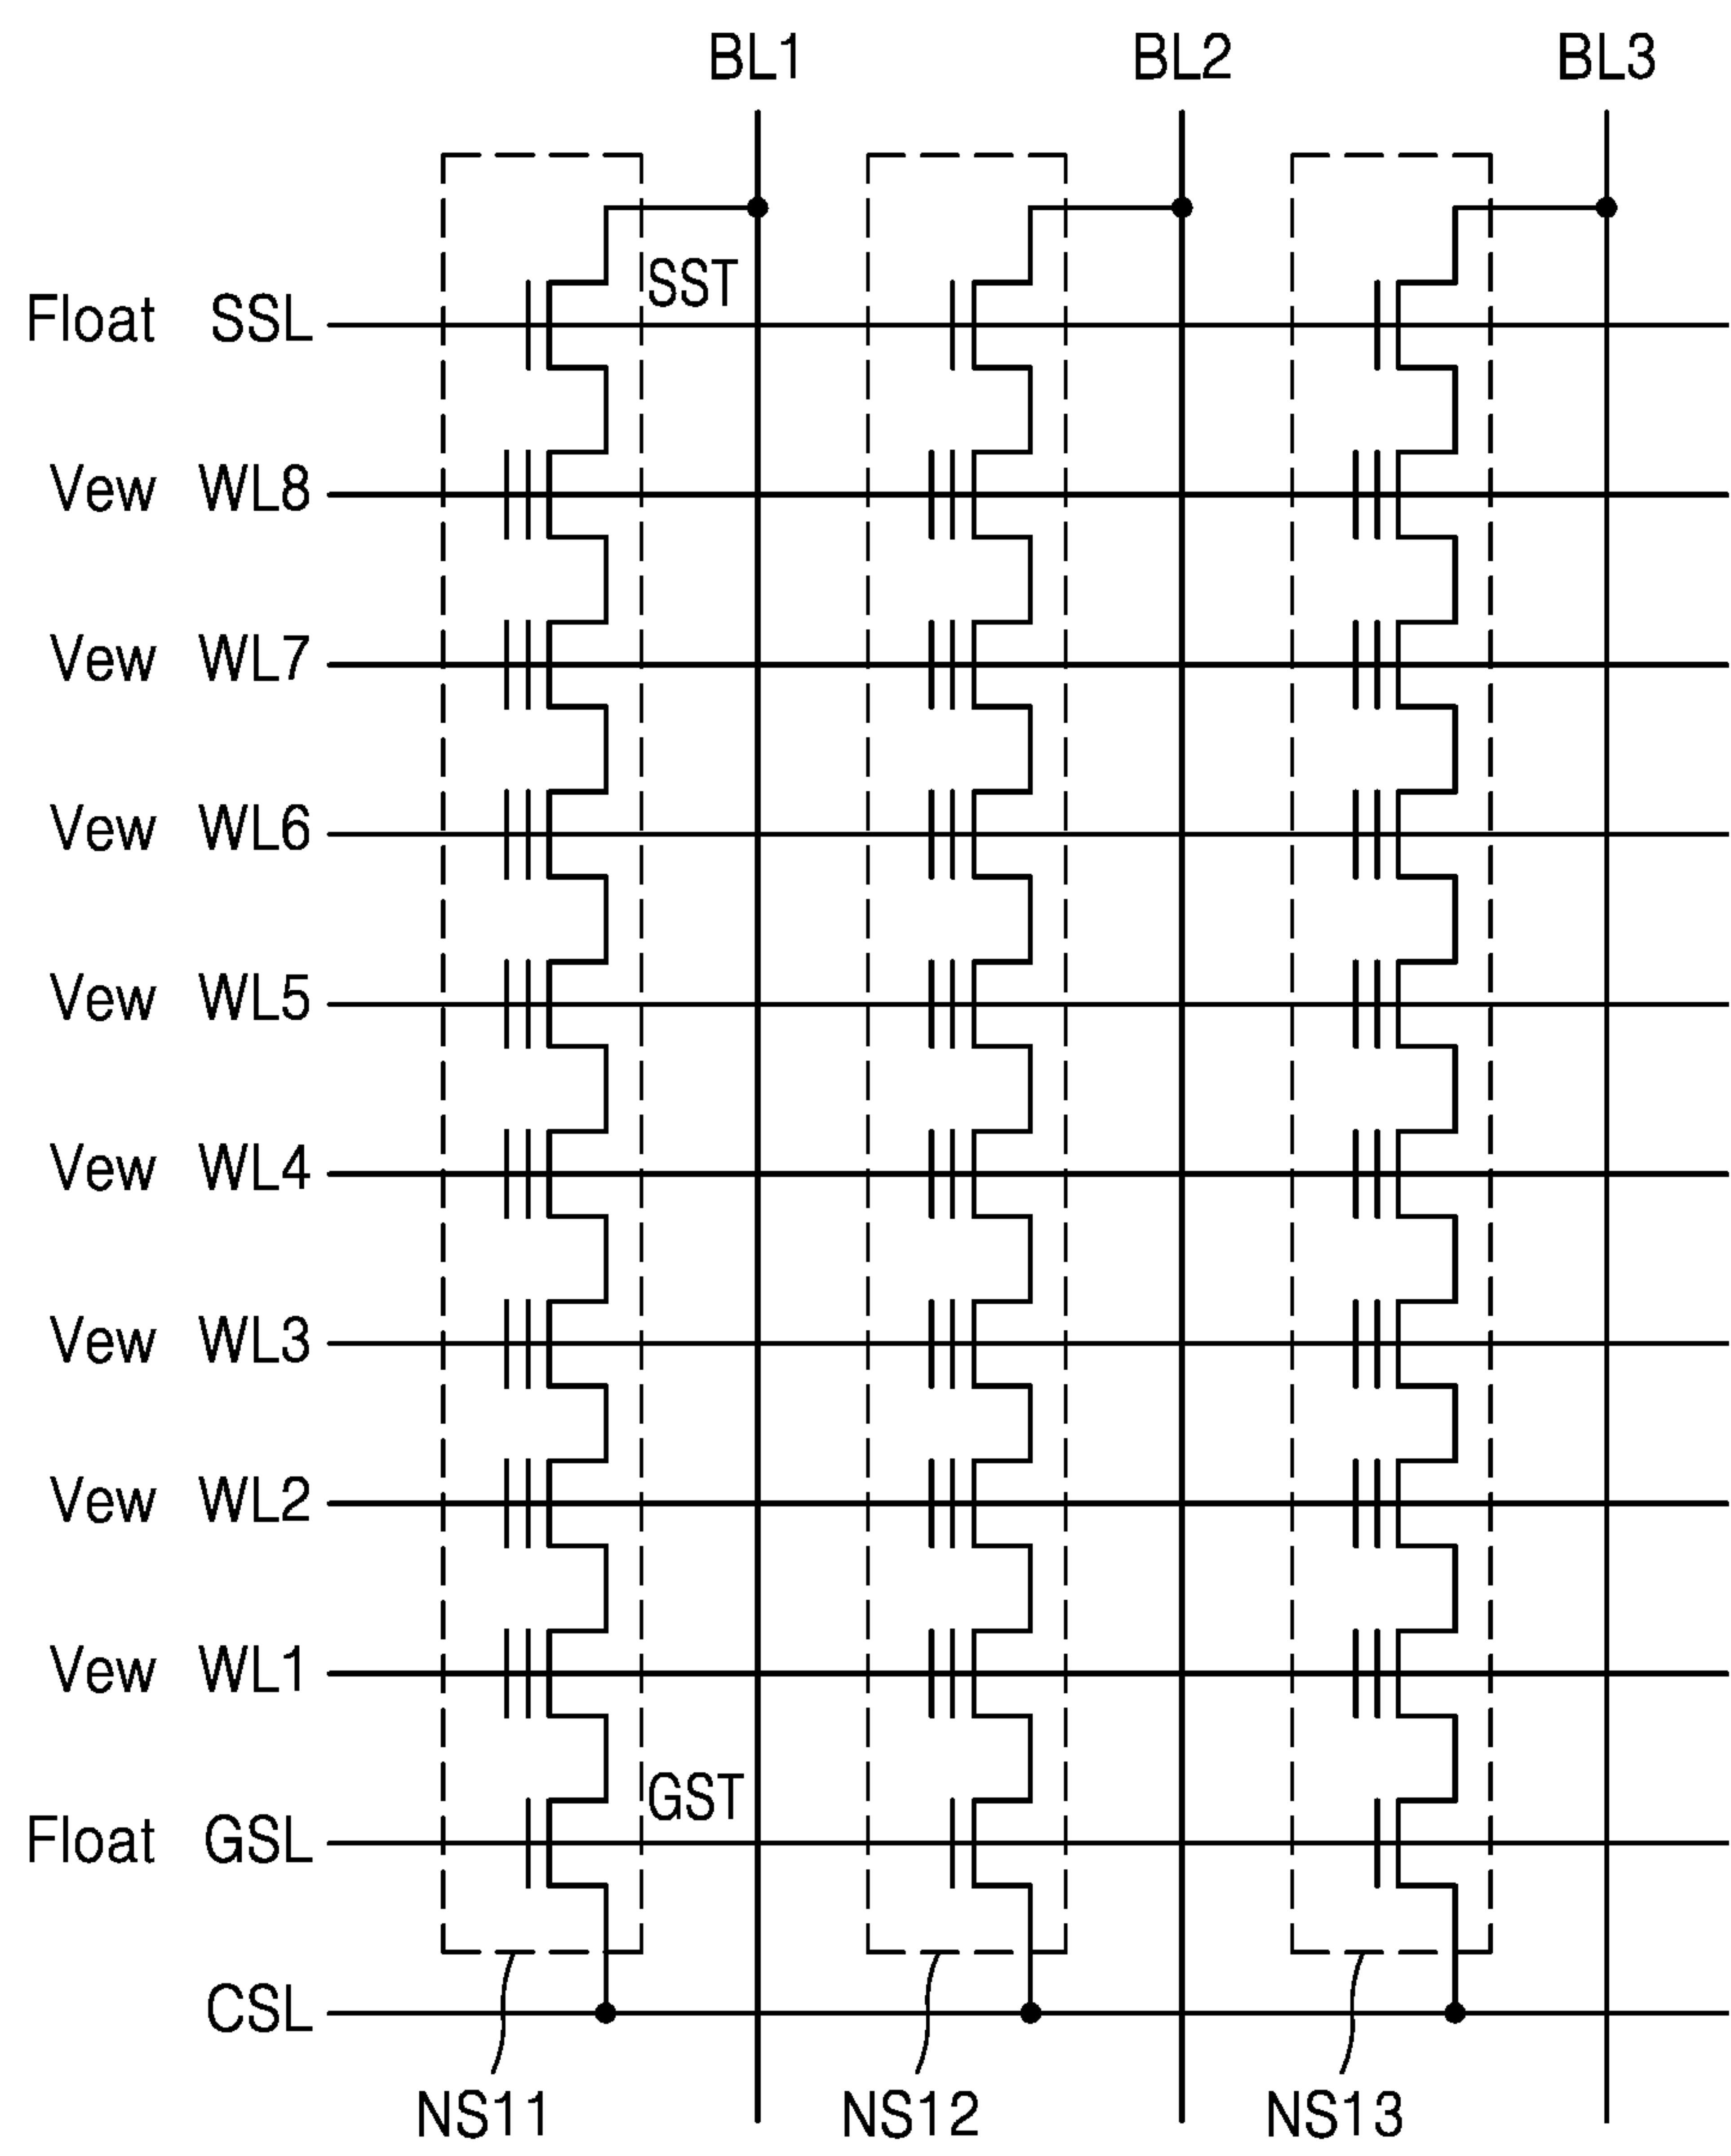 BL1 BL2 BL3
SST
Float SSL
Vew WL8
Vew WL7
Vew WL6
Vew WL5
Vew WL4
Vew WL3
Vew WL2
Vew WL1
GST
Float GSL
CSL
NS11 NS12 NS13